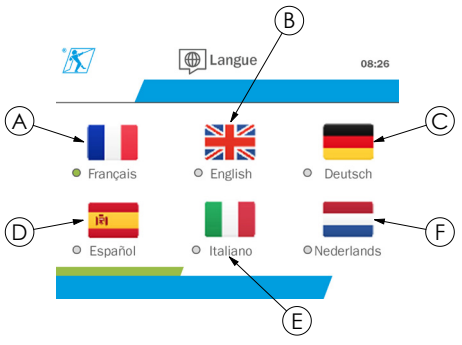 B
Langue
08:26
A
C
Français
English
Deutsch
D
F
Español
Italiano
Nederlands
E